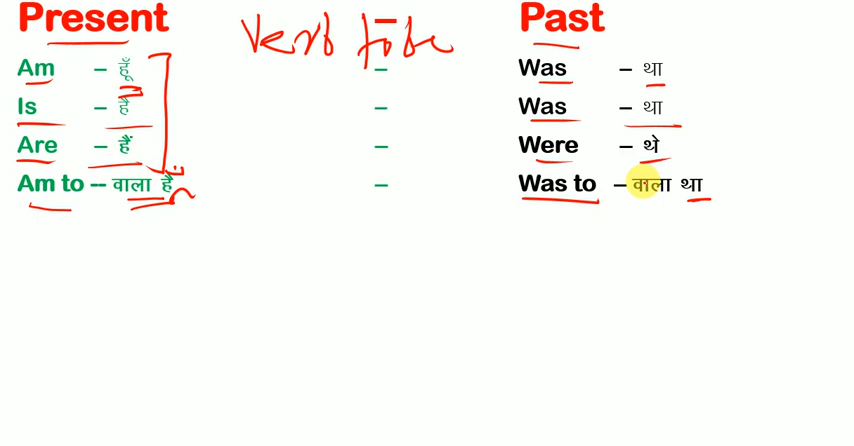 Present – Past
Verb to be
Am – हूँ – Was – था
Is – है – Was – था
Are – हैं – Were – थे
Am to -- वाला हैं – Was to – वाला था